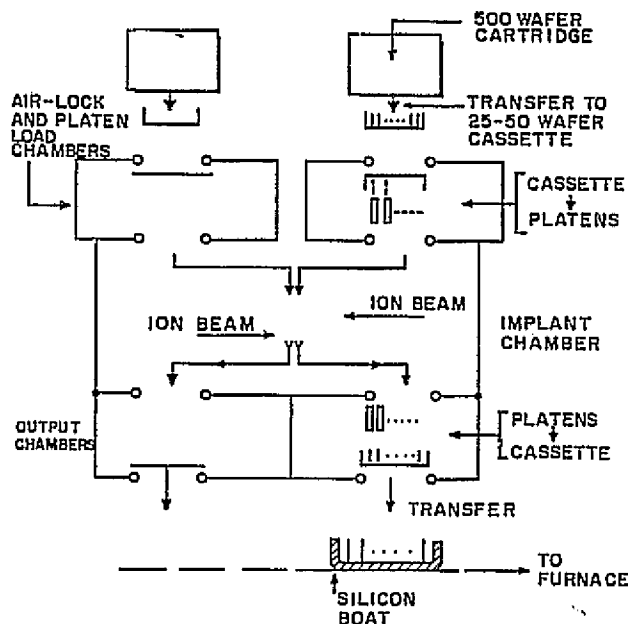 500 WAFER
CARTRIDGE
AIR-LOCK
AND PLATEN
LOAD
CHAMBERS
TRANSFER TO
25-50 WAFER
CASSETTE
CASSETTE
PLATENS
ION BEAM
ION BEAM
IMPLANT
CHAMBER
OUTPUT
CHAMBERS
PLATENS
CASSETTE
TRANSFER
TO
FURNACE
SILICON
BOAT